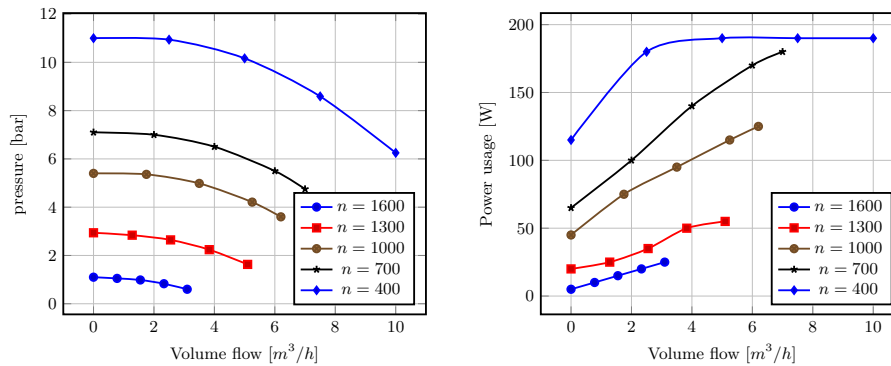 12
10
8
6
4
2
0
pressure [bar]
0 2 4 6 8 10
Volume flow [m³/h]
n = 1600
n = 1300
n = 1000
n = 700
n = 400
200
150
100
50
0
Power usage [W]
0 2 4 6 8 10
Volume flow [m³/h]
n = 1600
n = 1300
n = 1000
n = 700
n = 400